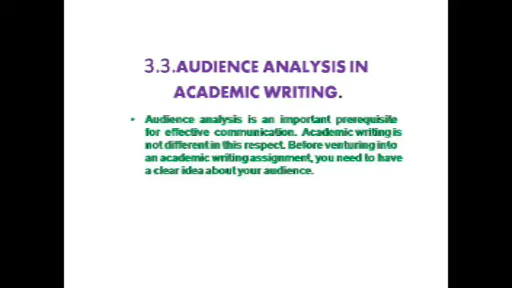 3.3.AUDIENCE ANALYSIS IN
ACADEMIC WRITING.
• Audience analysis is an important prerequisite
for effective communication. Academic writing is
not different in this respect. Before venturing into
an academic writing assignment, you need to have
a clear idea about your audience.